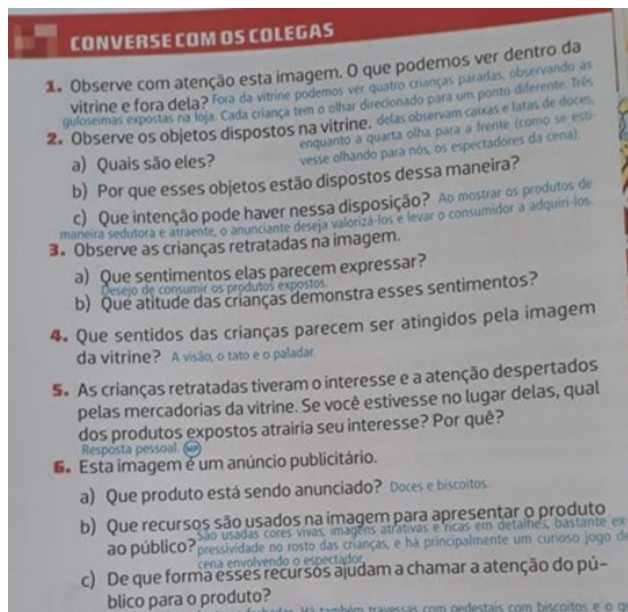 CONVERSE COM OS COLEGAS
1. Observe com atenção esta imagem. O que podemos ver dentro da
vitrine e fora dela? Fora da vitrine podemos ver quatro crianças paradas, observando as
guloseimas expostas na loja. Cada criança tem o olhar direcionado para um ponto diferente. Três
2. Observe os objetos dispostos na vitrine. delas observam caixas e latas de doces,
enquanto a quarta olha para a frente (como se esti-
a) Quais são eles? vesse olhando para nós, os espectadores da cena).
b) Por que esses objetos estão dispostos dessa maneira?
c) Que intenção pode haver nessa disposição? Ao mostrar os produtos de
maneira sedutora e atraente, o anunciante deseja valorizá-los e levar o consumidor a adquiri-los.
3. Observe as crianças retratadas na imagem.
a) Que sentimentos elas parecem expressar?
Desejo de consumir os produtos expostos.
b) Que atitude das crianças demonstra esses sentimentos?
4. Que sentidos das crianças parecem ser atingidos pela imagem
da vitrine? A visão, o tato e o paladar.
5. As crianças retratadas tiveram o interesse e a atenção despertados
pelas mercadorias da vitrine. Se você estivesse no lugar delas, qual
dos produtos expostos atrairia seu interesse? Por quê?
Resposta pessoal.
6. Esta imagem é um anúncio publicitário.
a) Que produto está sendo anunciado? Doces e biscoitos.
b) Que recursos são usados na imagem para apresentar o produto
São usadas cores vivas, imagens atrativas e ricas em detalhes, bastante ex
ao público? pressividade no rosto das crianças, e há principalmente um curioso jogo de
cena envolvendo o espectador.
c) De que forma esses recursos ajudam a chamar a atenção do pú-
blico para o produto?
Há também travessas com pedestais com biscoitos e o